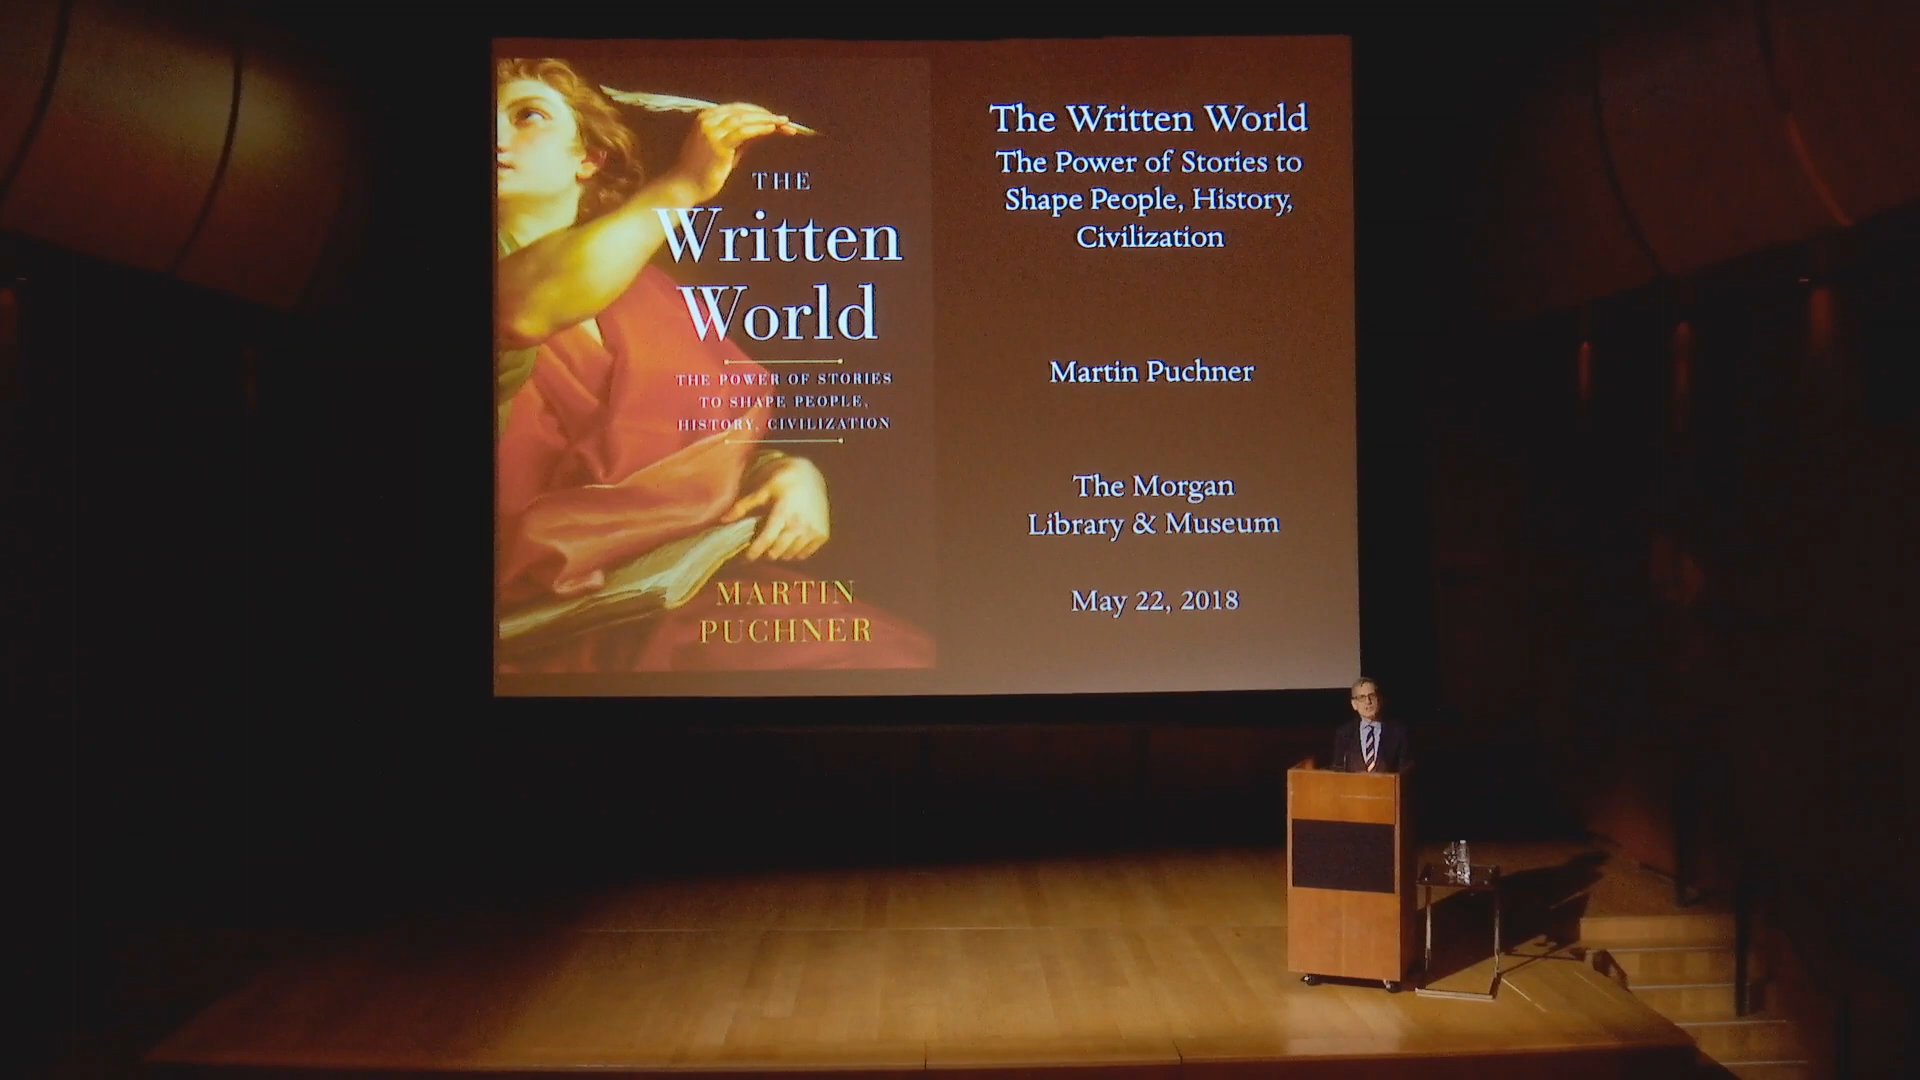 THE
Written
World
THE POWER OF STORIES
TO SHAPE PEOPLE,
HISTORY, CIVILIZATION
MARTIN
PUCHNER
The Written World
The Power of Stories to
Shape People, History,
Civilization
Martin Puchner
The Morgan
Library & Museum
May 22, 2018